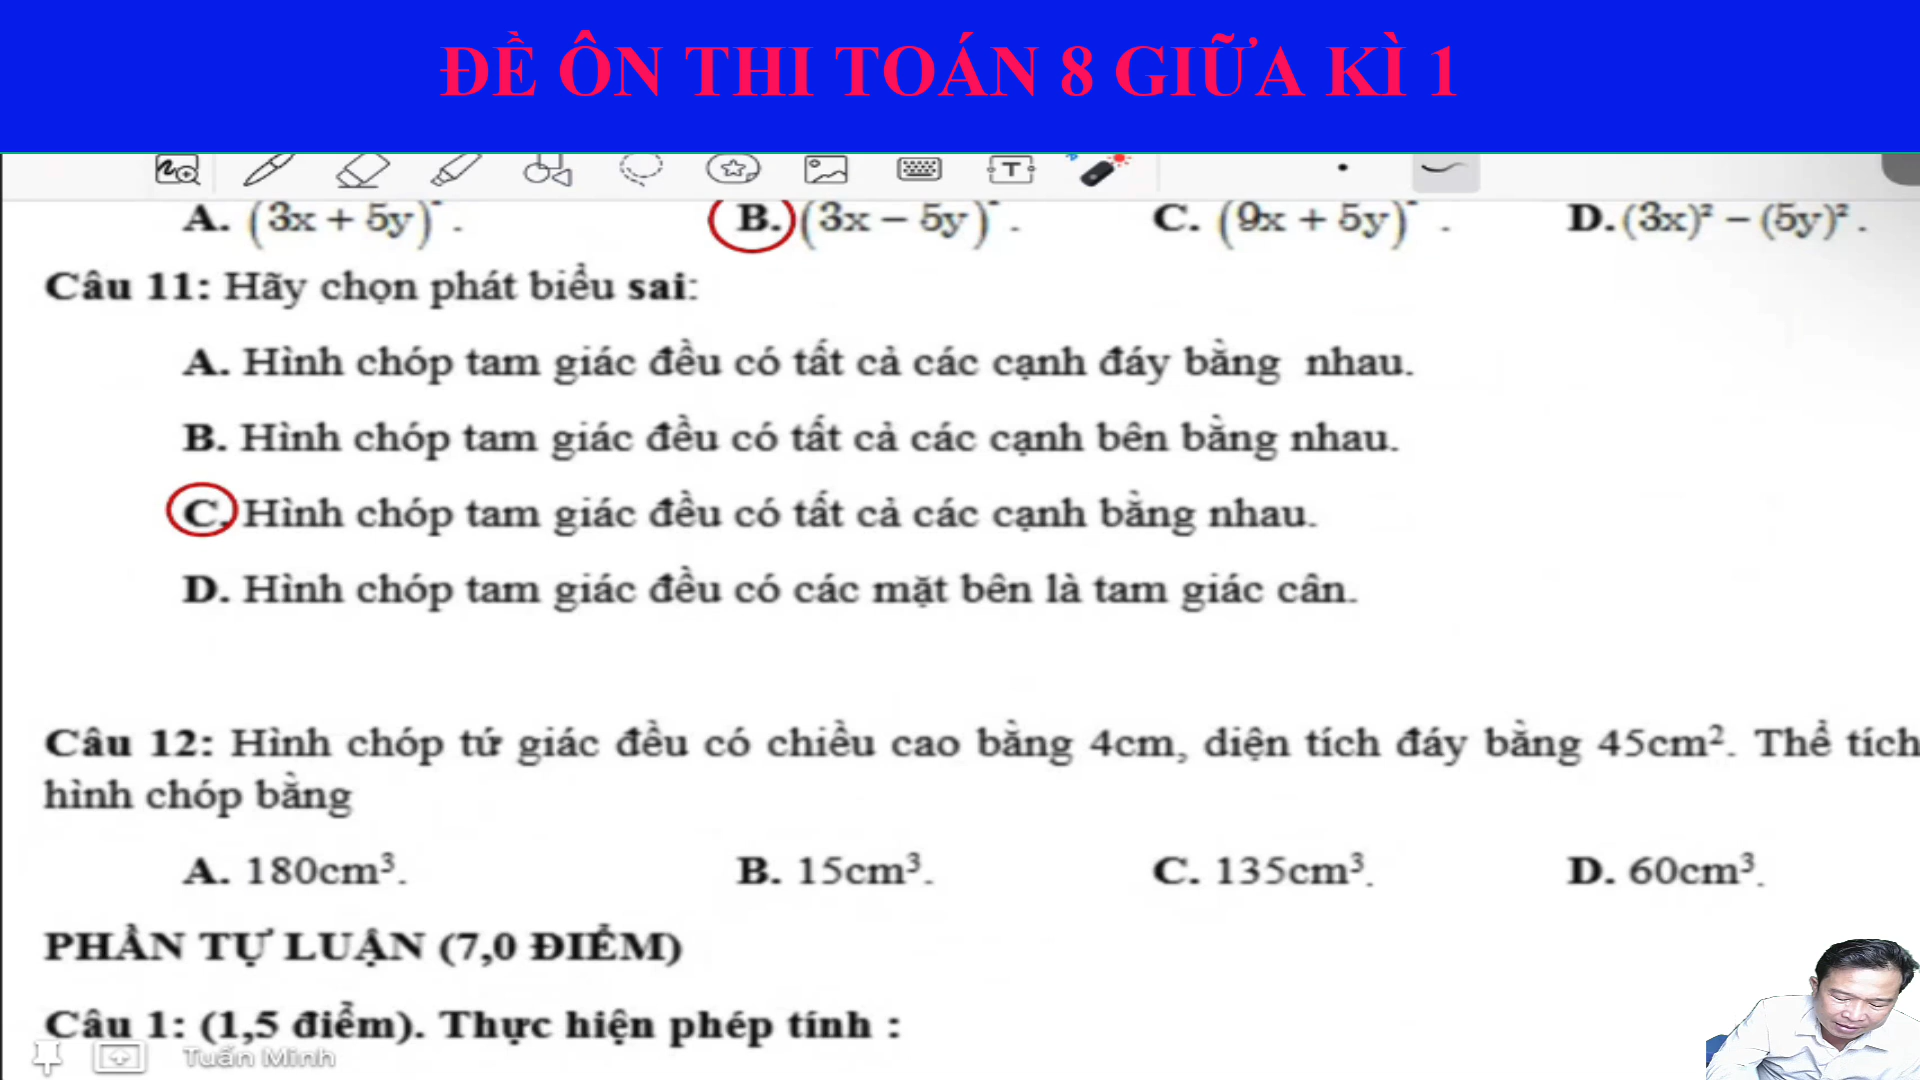 ĐỀ ÔN THI TOÁN 8 GIỮA KÌ 1
A. (3x + 5y) . B. (3x − 5y) . C. (9x + 5y) . D. (3x)² − (5y)² .
Câu 11: Hãy chọn phát biểu sai:
A. Hình chóp tam giác đều có tất cả các cạnh đáy bằng nhau.
B. Hình chóp tam giác đều có tất cả các cạnh bên bằng nhau.
C. Hình chóp tam giác đều có tất cả các cạnh bằng nhau.
D. Hình chóp tam giác đều có các mặt bên là tam giác cân.
Câu 12: Hình chóp tứ giác đều có chiều cao bằng 4cm, diện tích đáy bằng 45cm². Thể tích
hình chóp bằng
A. 180cm³. B. 15cm³. C. 135cm³. D. 60cm³.
PHẦN TỰ LUẬN (7,0 ĐIỂM)
Câu 1: (1,5 điểm). Thực hiện phép tính :
Tuấn Minh